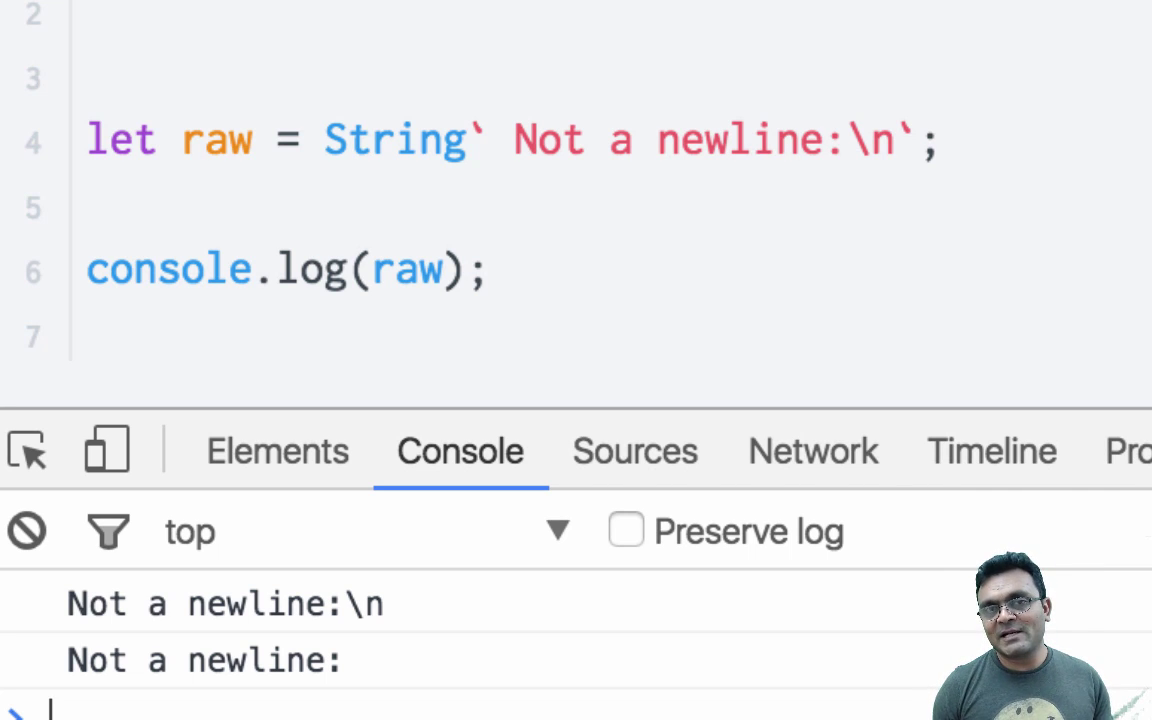 2
3
4 let raw = String` Not a newline:\n`;
5
6 console.log(raw);
7
Elements Console Sources Network Timeline Pro
top Preserve log
Not a newline:\n
Not a newline: